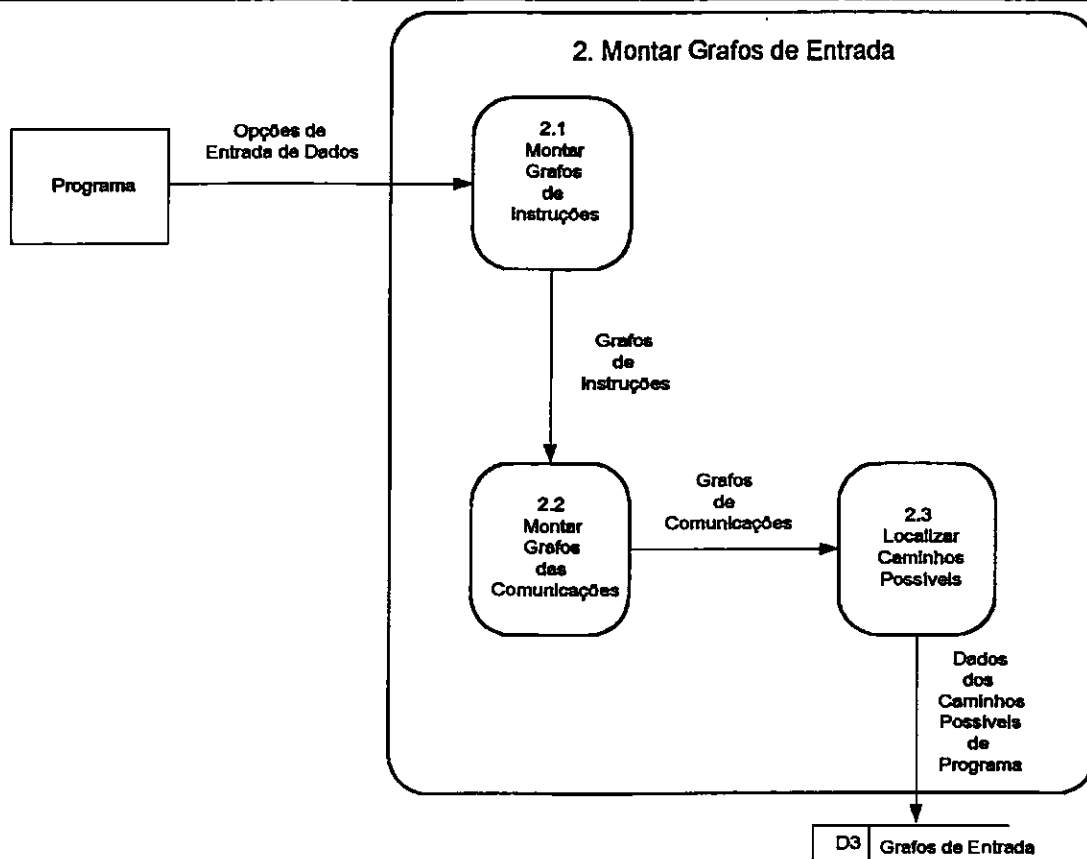 2. Montar Grafos de Entrada
Programa
Opções de
Entrada de Dados
2.1
Montar
Grafos
de
Instruções
Grafos
de
Instruções
2.2
Montar
Grafos
das
Comunicações
Grafos
de
Comunicações
2.3
Localizar
Caminhos
Possíveis
Dados
dos
Caminhos
Possíveis
de
Programa
D3 Grafos de Entrada